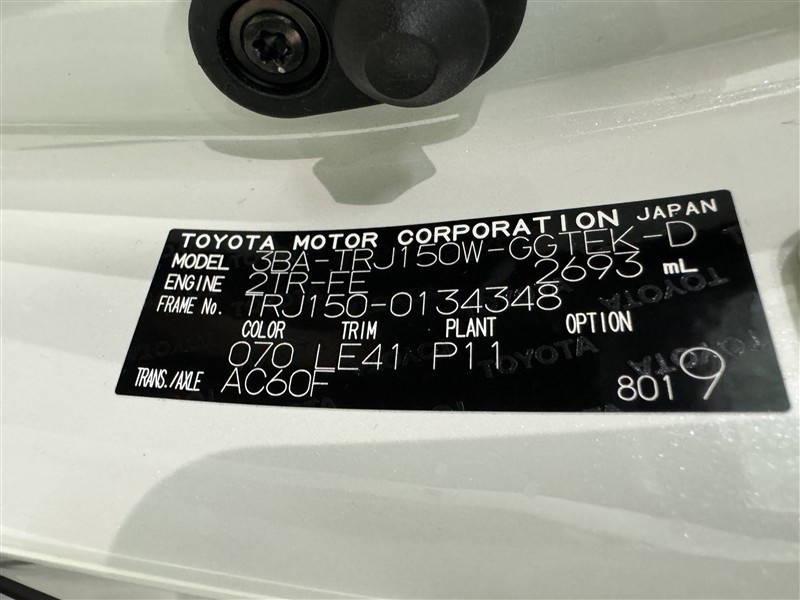 TOYOTA MOTOR CORPORATION JAPAN
MODEL 3BA-TRJ150W-GGTEK-D
ENGINE 2TR-FE 2693 mL
FRAME No. TRJ150-0134348
COLOR TRIM PLANT OPTION
070 LE41 P11
TRANS./AXLE AC60F
8019